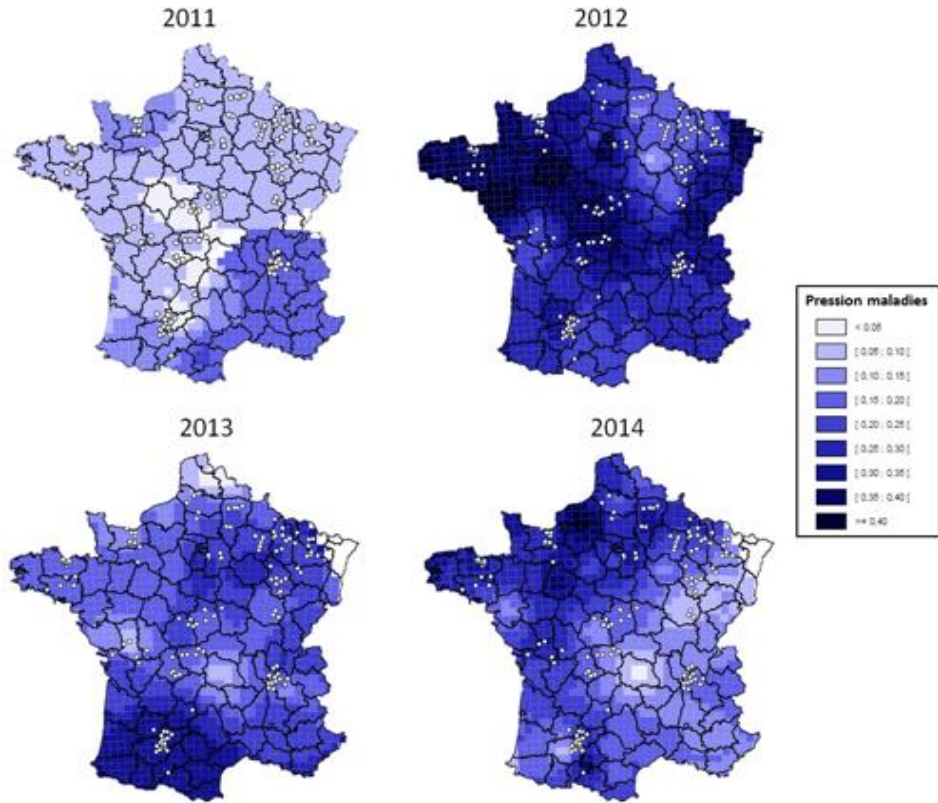 2011
2012
2013
2014
Pression maladies
< 0,05
[ 0,05 ; 0,10 [
[ 0,10 ; 0,15 [
[ 0,15 ; 0,20 [
[ 0,20 ; 0,25 [
[ 0,25 ; 0,30 [
[ 0,30 ; 0,35 [
[ 0,35 ; 0,40 [
>= 0,40